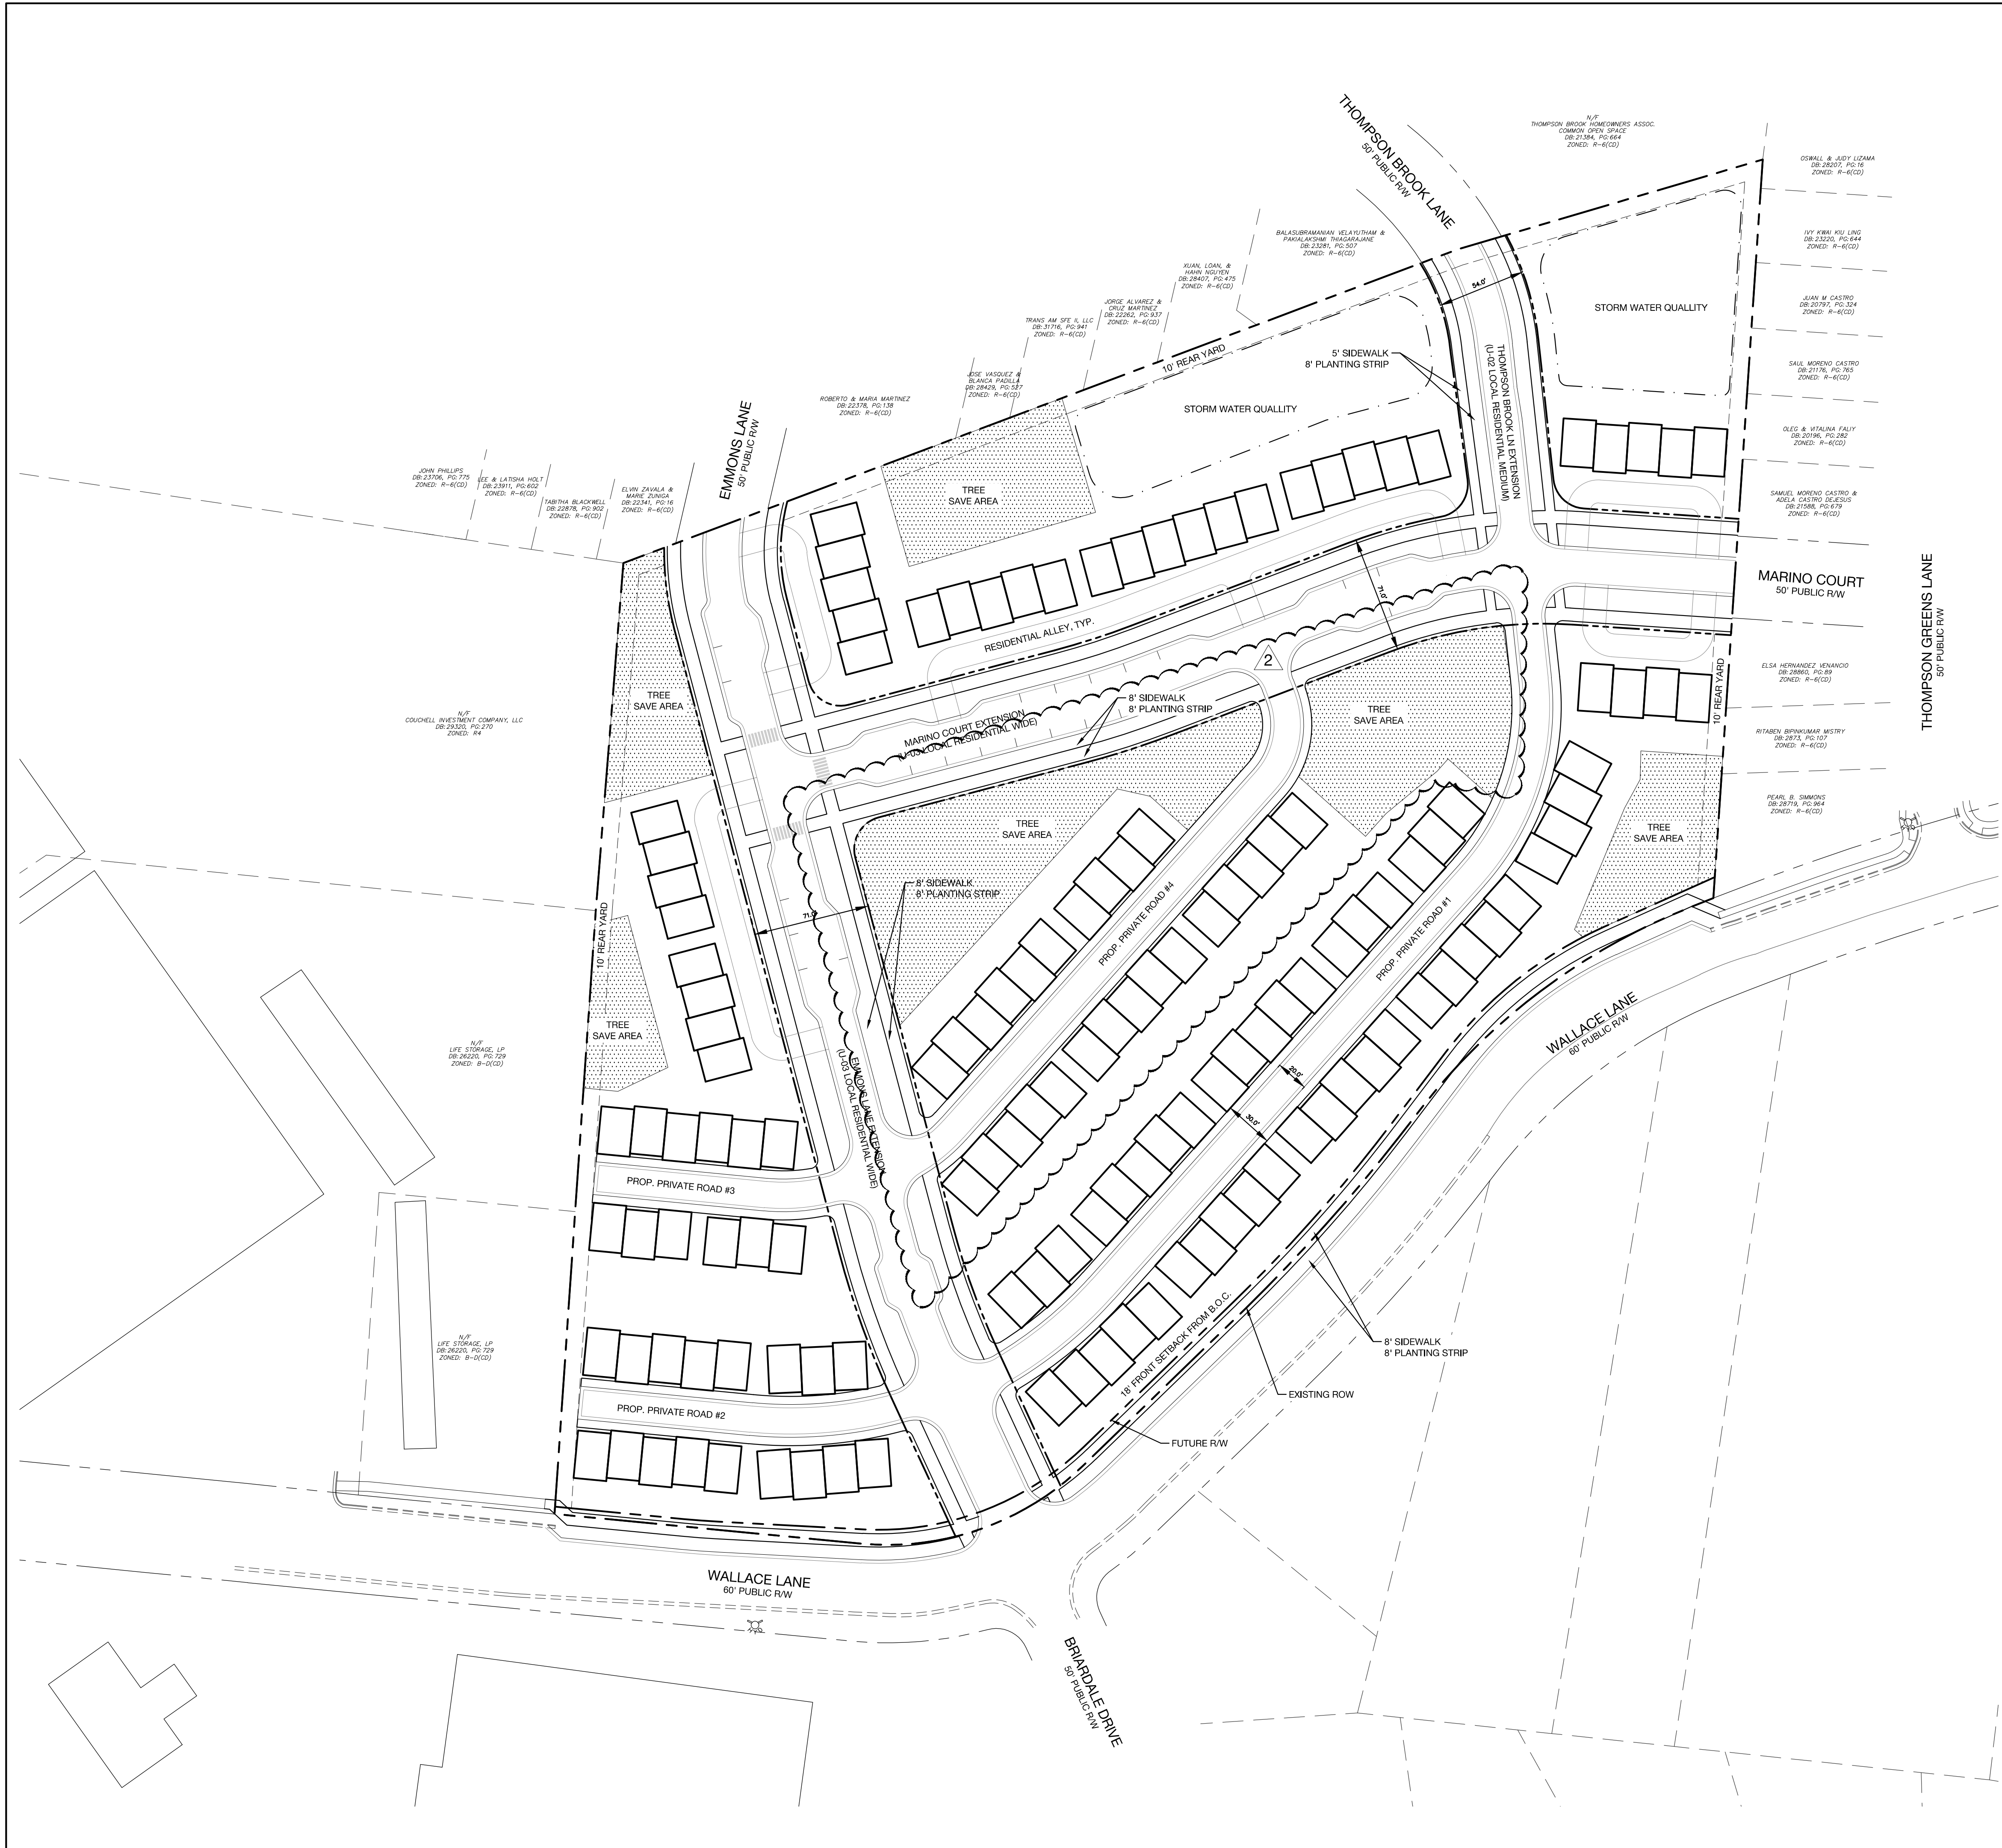 THOMPSON BROOK LANE
50' PUBLIC R/W
N/F
THOMPSON BROOK HOMEOWNERS ASSOC.
COMMON OPEN SPACE
DB: 21384, PG: 664
ZONED: R-6(CD)
OSWALL & JUDY LIZAMA
DB: 28207, PG: 16
ZONED: R-6(CD)
IVY KWAI KIU LING
DB: 23220, PG: 644
ZONED: R-6(CD)
BALASUBRAMANIAN VELAYUTHAM &
PAKIALAKSHMI THIAGARAJANE
DB: 23281, PG: 507
ZONED: R-6(CD)
XUAN, LOAN, &
HAHN NGUYEN
DB: 28407, PG: 475
ZONED: R-6(CD)
JORGE ALVAREZ &
CRUZ MARTINEZ
DB: 22262, PG: 937
ZONED: R-6(CD)
TRANS AM SFE II, LLC
DB: 31716, PG: 941
ZONED: R-6(CD)
JOSE VASQUEZ &
BLANCA PADILLA
DB: 28429, PG: 527
ZONED: R-6(CD)
ROBERTO & MARIA MARTINEZ
DB: 22378, PG: 138
ZONED: R-6(CD)
EMMONS LANE
50' PUBLIC R/W
ELVIN ZAVALA &
MARIE ZUNIGA
DB: 22341, PG: 16
ZONED: R-6(CD)
TABITHA BLACKWELL
DB: 22878, PG: 902
ZONED: R-6(CD)
LEE & LATISHA HOLT
DB: 23911, PG: 602
ZONED: R-6(CD)
JOHN PHILLIPS
DB: 23706, PG: 775
ZONED: R-6(CD)
54.0'
STORM WATER QUALLITY
JUAN M CASTRO
DB: 20797, PG: 324
ZONED: R-6(CD)
SAUL MORENO CASTRO
DB: 21176, PG: 765
ZONED: R-6(CD)
OLEG & VITALINA FALIY
DB: 20196, PG: 282
ZONED: R-6(CD)
SAMUEL MORENO CASTRO &
ADELA CASTRO DEJESUS
DB: 21588, PG: 679
ZONED: R-6(CD)
10' REAR YARD
5' SIDEWALK
8' PLANTING STRIP
THOMPSON BROOK LN EXTENSION
(U-02 LOCAL RESIDENTIAL MEDIUM)
STORM WATER QUALLITY
TREE
SAVE AREA
MARINO COURT
50' PUBLIC R/W
THOMPSON GREENS LANE
50' PUBLIC R/W
71.0'
RESIDENTIAL ALLEY, TYP.
2
10' REAR YARD
ELSA HERNANDEZ VENANCIO
DB: 28860, PG: 89
ZONED: R-6(CD)
RITABEN BIPINKUMAR MISTRY
DB: 2873, PG: 107
ZONED: R-6(CD)
PEARL B. SIMMONS
DB: 28719, PG: 964
ZONED: R-6(CD)
TREE
SAVE AREA
N/F
COUCHELL INVESTMENT COMPANY, LLC
DB: 29320, PG: 270
ZONED: R4
8' SIDEWALK
8' PLANTING STRIP
MARINO COURT EXTENSION
(U-03 LOCAL RESIDENTIAL WIDE)
TREE
SAVE AREA
TREE
SAVE AREA
TREE
SAVE AREA
8' SIDEWALK
8' PLANTING STRIP
71.0'
PROP. PRIVATE ROAD #4
PROP. PRIVATE ROAD #1
10' REAR YARD
TREE
SAVE AREA
N/F
LIFE STORAGE, LP
DB: 26220, PG: 729
ZONED: B-D(CD)
WALLACE LANE
60' PUBLIC R/W
EMMONS LANE EXTENSION
(U-03 LOCAL RESIDENTIAL WIDE)
20.0'
30.0'
PROP. PRIVATE ROAD #3
N/F
LIFE STORAGE, LP
DB: 26220, PG: 729
ZONED: B-D(CD)
18' FRONT SETBACK FROM B.O.C.
8' SIDEWALK
8' PLANTING STRIP
EXISTING ROW
FUTURE R/W
PROP. PRIVATE ROAD #2
WALLACE LANE
60' PUBLIC R/W
BRIARDALE DRIVE
50' PUBLIC R/W